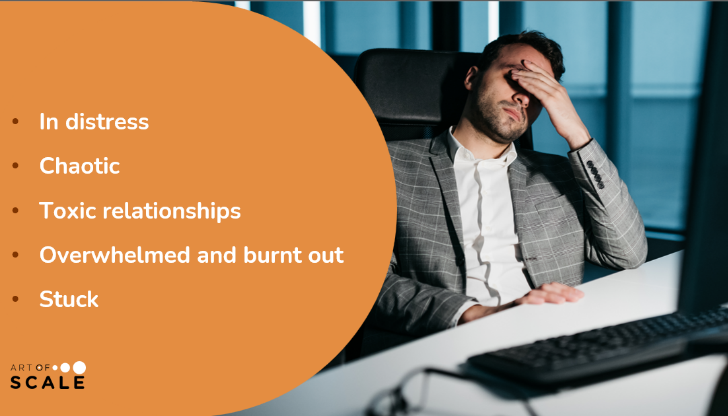 In distress
Chaotic
Toxic relationships
Overwhelmed and burnt out
Stuck
ART OF
SCALE